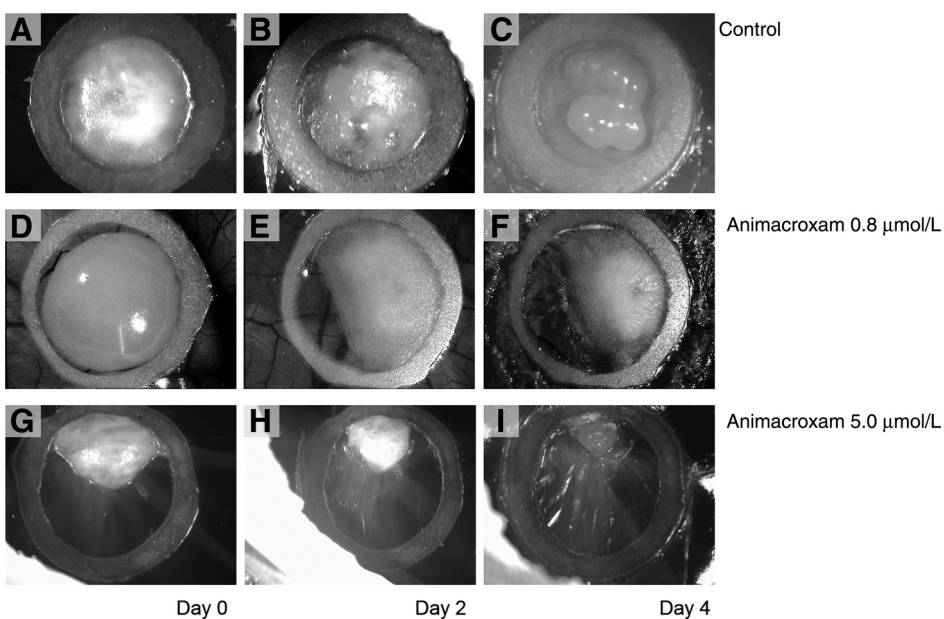 A B C Control
D E F Animacroxam 0.8 μmol/L
G H I Animacroxam 5.0 μmol/L
Day 0 Day 2 Day 4